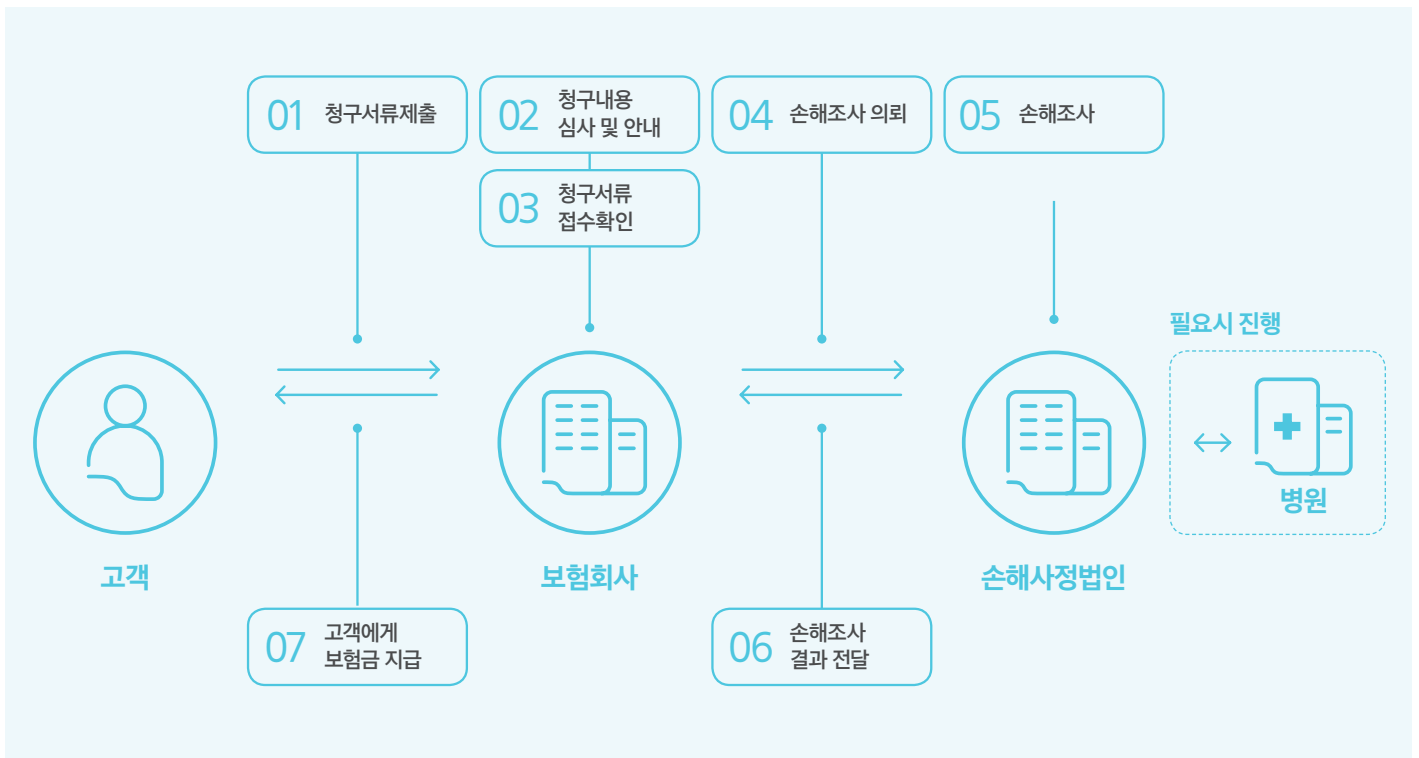 01 청구서류제출
02 청구내용
심사 및 안내
03 청구서류
접수확인
04 손해조사 의뢰
05 손해조사
필요시 진행
병원
고객
보험회사
손해사정법인
06 손해조사
결과 전달
07 고객에게
보험금 지급